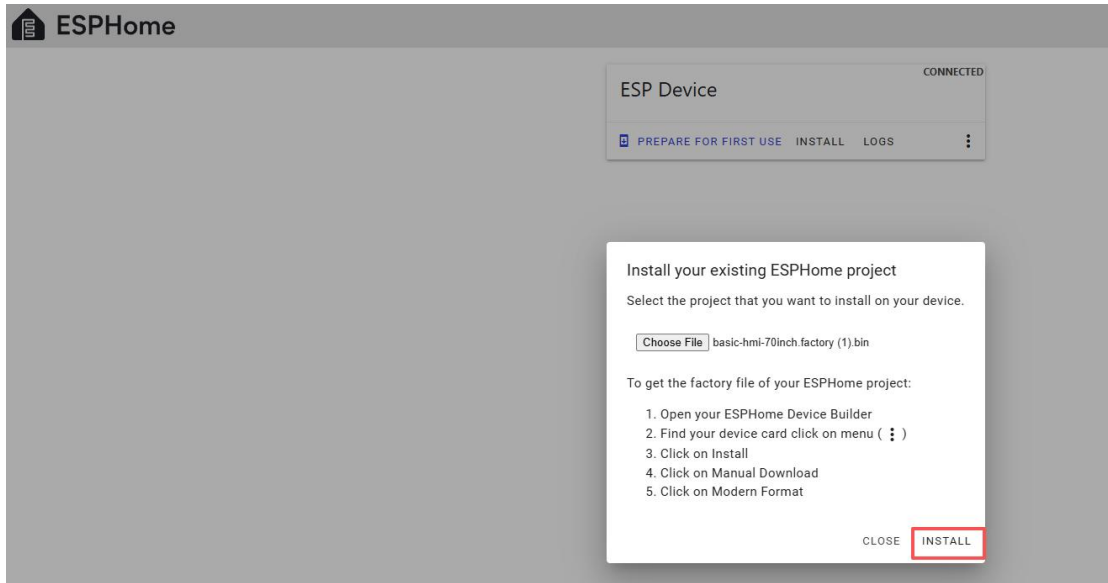 ESPHome
CONNECTED
ESP Device
PREPARE FOR FIRST USE INSTALL LOGS
Install your existing ESPHome project
Select the project that you want to install on your device.
Choose File basic-hmi-70inch.factory (1).bin
To get the factory file of your ESPHome project:
1. Open your ESPHome Device Builder
2. Find your device card click on menu ( ⋮ )
3. Click on Install
4. Click on Manual Download
5. Click on Modern Format
CLOSE INSTALL